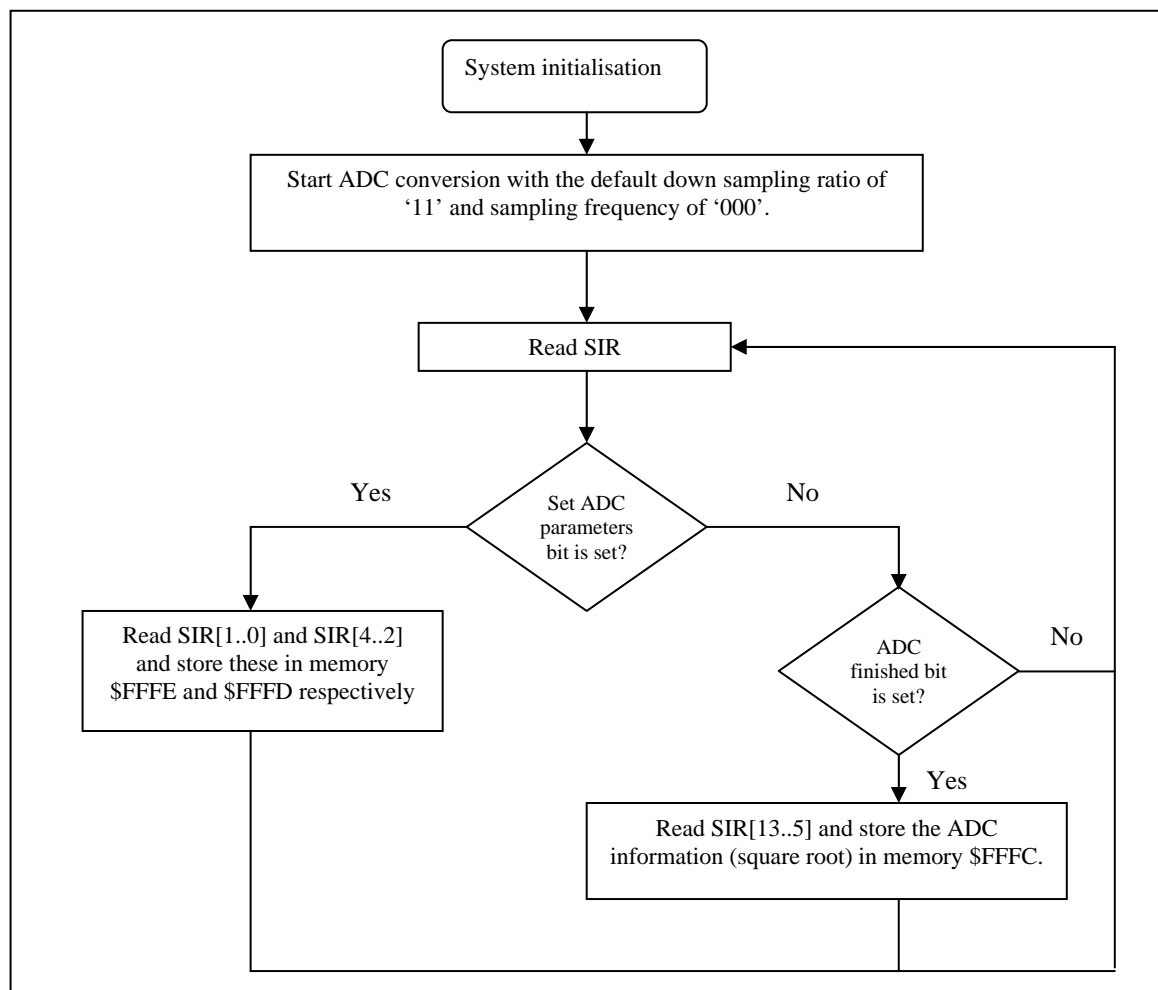 System initialisation
Start ADC conversion with the default down sampling ratio of
‘11’ and sampling frequency of ‘000’.
Read SIR
Yes
No
Set ADC
parameters
bit is set?
Read SIR[1..0] and SIR[4..2]
and store these in memory
$FFFE and $FFFD respectively
No
ADC
finished bit
is set?
Yes
Read SIR[13..5] and store the ADC
information (square root) in memory $FFFC.